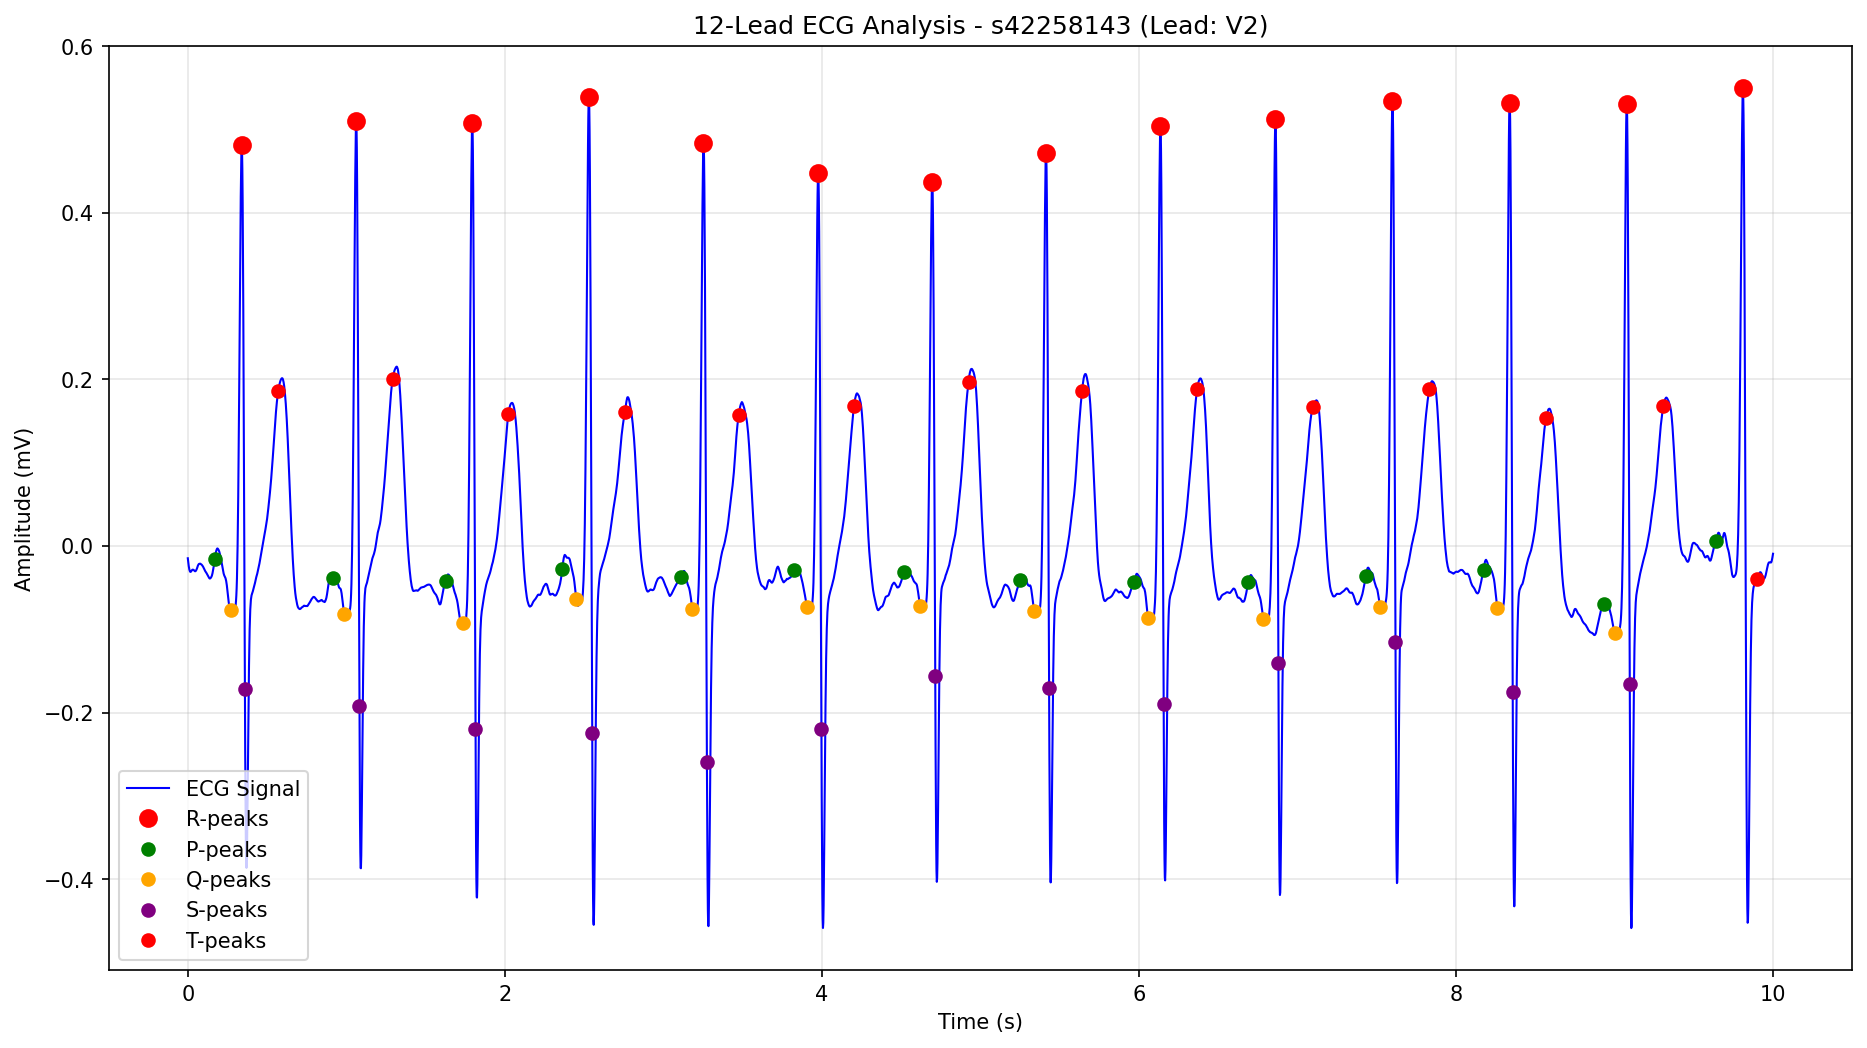 12-Lead ECG Analysis - s42258143 (Lead: V2)
0.6
0.4
0.2
0.0
−0.2
−0.4
Amplitude (mV)
ECG Signal
R-peaks
P-peaks
Q-peaks
S-peaks
T-peaks
0 2 4 6 8 10
Time (s)